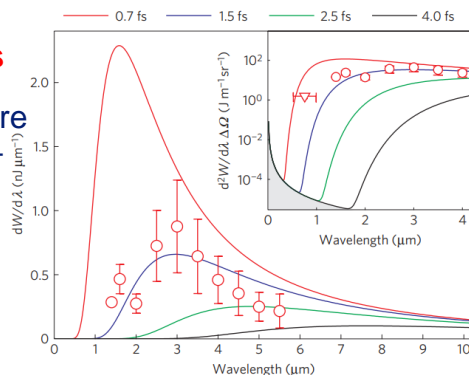 0.7 fs 1.5 fs 2.5 fs 4.0 fs
s
ure
2.0
1.5
1.0
0.5
0
dW/dλ (nJ μm⁻¹)
0 1 2 3 4 5 6 7 8 9 10
Wavelength (μm)
10²
10⁰
10⁻²
10⁻⁴
d²W/dλ ΔΩ (J m⁻¹ sr⁻¹)
0 1 2 3 4
Wavelength (μm)